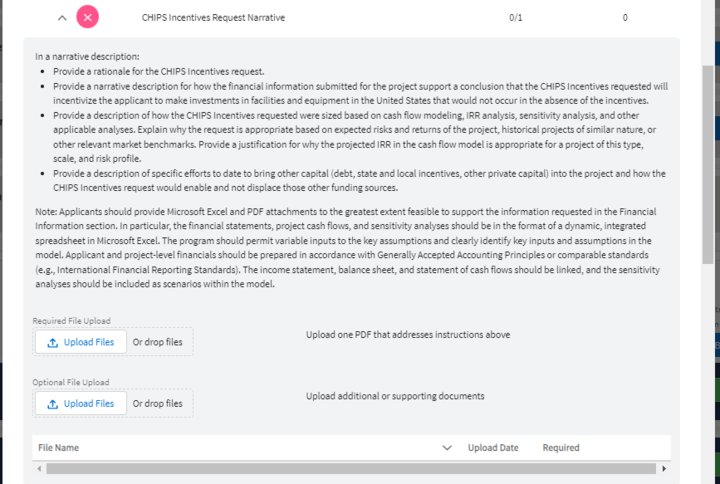 CHIPS Incentives Request Narrative 0/1 0
In a narrative description:
• Provide a rationale for the CHIPS Incentives request.
• Provide a narrative description for how the financial information submitted for the project support a conclusion that the CHIPS Incentives requested will
incentivize the applicant to make investments in facilities and equipment in the United States that would not occur in the absence of the incentives.
• Provide a description of how the CHIPS Incentives requested were sized based on cash flow modeling, IRR analysis, sensitivity analysis, and other
applicable analyses. Explain why the request is appropriate based on expected risks and returns of the project, historical projects of similar nature, or
other relevant market benchmarks. Provide a justification for why the projected IRR in the cash flow model is appropriate for a project of this type,
scale, and risk profile.
• Provide a description of specific efforts to date to bring other capital (debt, state and local incentives, other private capital) into the project and how the
CHIPS Incentives request would enable and not displace those other funding sources.
Note: Applicants should provide Microsoft Excel and PDF attachments to the greatest extent feasible to support the information requested in the Financial
Information section. In particular, the financial statements, project cash flows, and sensitivity analyses should be in the format of a dynamic, integrated
spreadsheet in Microsoft Excel. The program should permit variable inputs to the key assumptions and clearly identify key inputs and assumptions in the
model. Applicant and project-level financials should be prepared in accordance with Generally Accepted Accounting Principles or comparable standards
(e.g., International Financial Reporting Standards). The income statement, balance sheet, and statement of cash flows should be linked, and the sensitivity
analyses should be included as scenarios within the model.
Required File Upload
Upload Files Or drop files Upload one PDF that addresses instructions above
Optional File Upload
Upload Files Or drop files Upload additional or supporting documents
File Name Upload Date Required